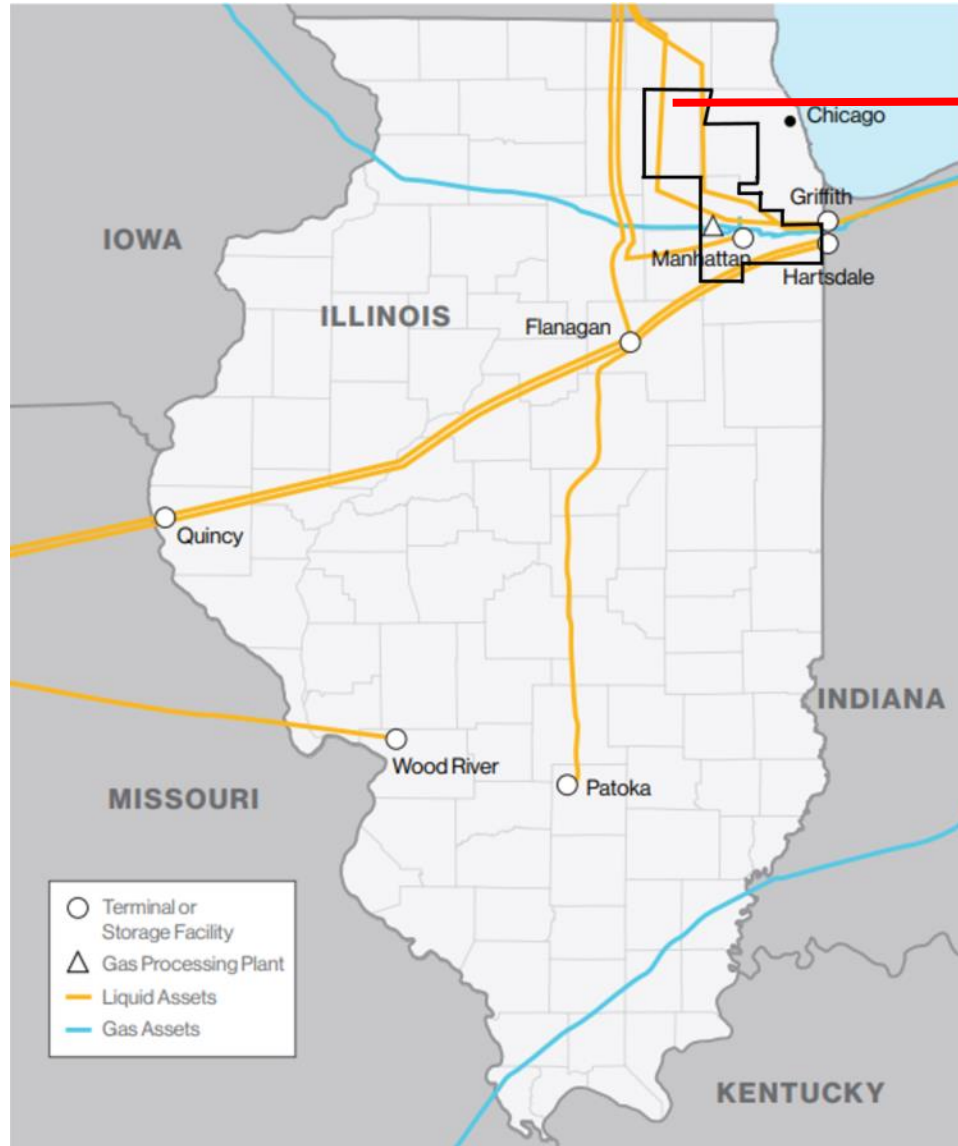 Chicago
Griffith
IOWA
Manhattan
Hartsdale
ILLINOIS
Flanagan
Quincy
INDIANA
Wood River
Patoka
MISSOURI
Terminal or
Storage Facility
Gas Processing Plant
Liquid Assets
Gas Assets
KENTUCKY